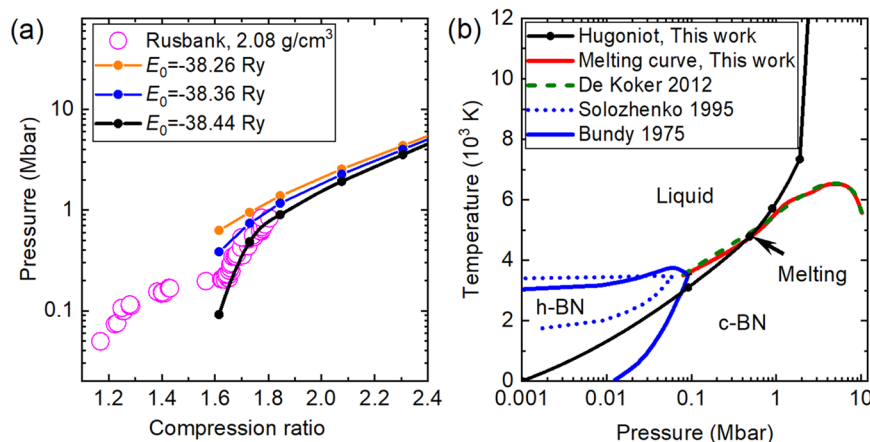 (a)
Rusbank, 2.08 g/cm³
E₀=-38.26 Ry
E₀=-38.36 Ry
E₀=-38.44 Ry
Pressurre (Mbar)
10
1
0.1
1.2 1.4 1.6 1.8 2.0 2.2 2.4
Compression ratio
(b)
Hugoniot, This work
Melting curve, This work
De Koker 2012
Solozhenko 1995
Bundy 1975
Temperature (10³ K)
12
10
8
6
4
2
0
Liquid
Melting
h-BN
c-BN
0.001 0.01 0.1 1 10
Pressure (Mbar)